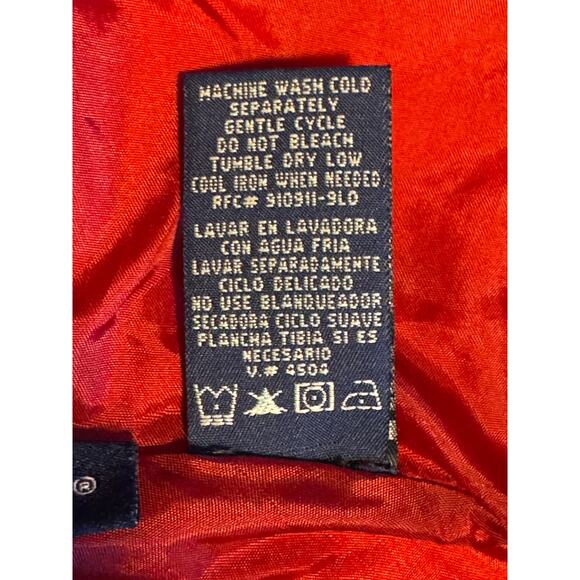 MACHINE WASH COLD
SEPARATELY
GENTLE CYCLE
DO NOT BLEACH
TUMBLE DRY LOW
COOL IRON WHEN NEEDED
RFC# 910911-9L0
LAVAR EN LAVADORA
CON AGUA FRIA
LAVAR SEPARADAMENTE
CICLO DELICADO
NO USE BLANQUEADOR
SECADORA CICLO SUAVE
PLANCHA TIBIA SI ES
NECESARIO
V.# 4504
®